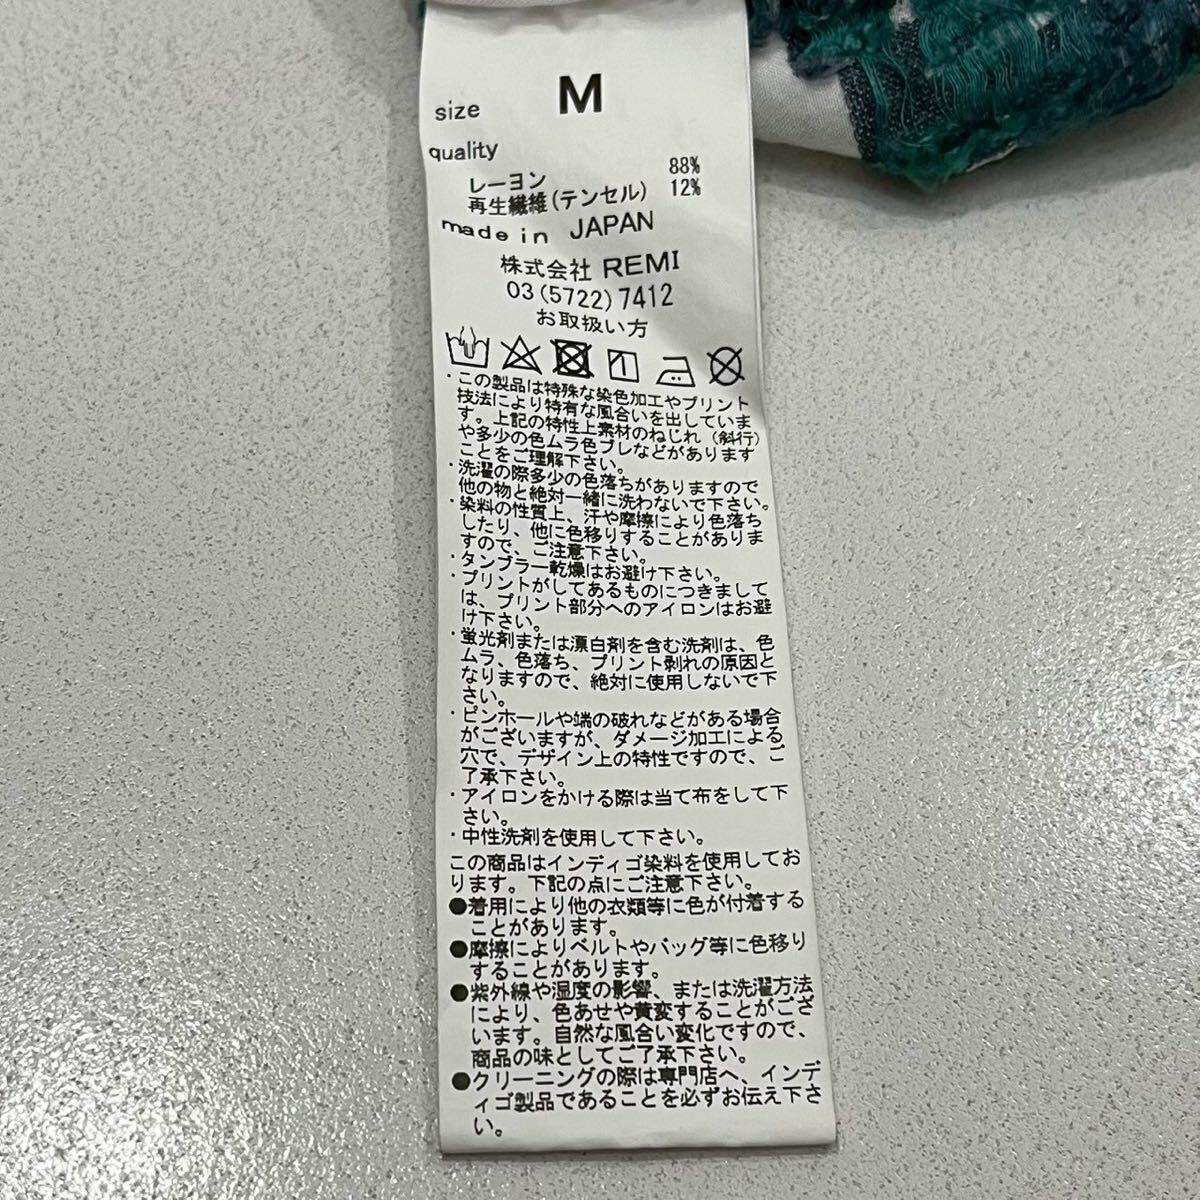 size M
quality
レーヨン 88%
再生繊維(テンセル) 12%
made in JAPAN
株式会社 REMI
03(5722)7412
お取扱い方
・この製品は特殊な染色加工やプリント
技法により特有な風合いを出していま
す。上記の特性上素材のねじれ（斜行）
や多少の色ムラ色ブレなどがあります
ことをご理解下さい。
・洗濯の際多少の色落ちがありますので
他の物と絶対一緒に洗わないで下さい。
・染料の性質上、汗や摩擦により色落ち
したり、他に色移りすることがありま
すので、ご注意下さい。
・タンブラー乾燥はお避け下さい。
・プリントがしてあるものにつきまして
は、プリント部分へのアイロンはお避
け下さい。
・蛍光剤または漂白剤を含む洗剤は、色
ムラ、色落ち、プリント剥れの原因と
なりますので、絶対に使用しないで下
さい。
・ピンホールや端の破れなどがある場合
がございますが、ダメージ加工による
穴で、デザイン上の特性ですので、ご
了承下さい。
・アイロンをかける際は当て布をして下
さい。
・中性洗剤を使用して下さい。
この商品はインディゴ染料を使用してお
ります。下記の点にご注意下さい。
●着用により他の衣類等に色が付着する
ことがあります。
●摩擦によりベルトやバッグ等に色移り
することがあります。
●紫外線や湿度の影響、または洗濯方法
により、色あせや黄変することがござ
います。自然な風合い変化ですので、
商品の味としてご了承下さい。
●クリーニングの際は専門店へ、インデ
ィゴ製品であることを必ずお伝え下さ
い。